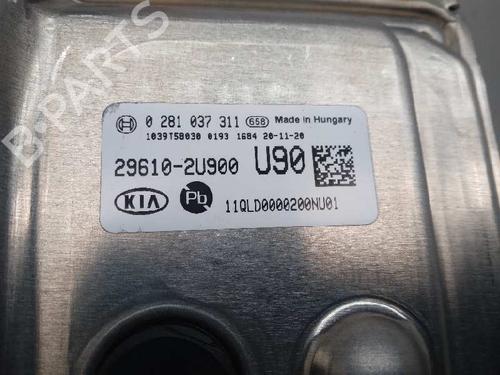 B-PARTS
0 281 037 311 658 Made in Hungary
1039T5B030 0193 1684 20-11-20
29610-2U900 U90
KIA Pb
11QLD0000200NU01